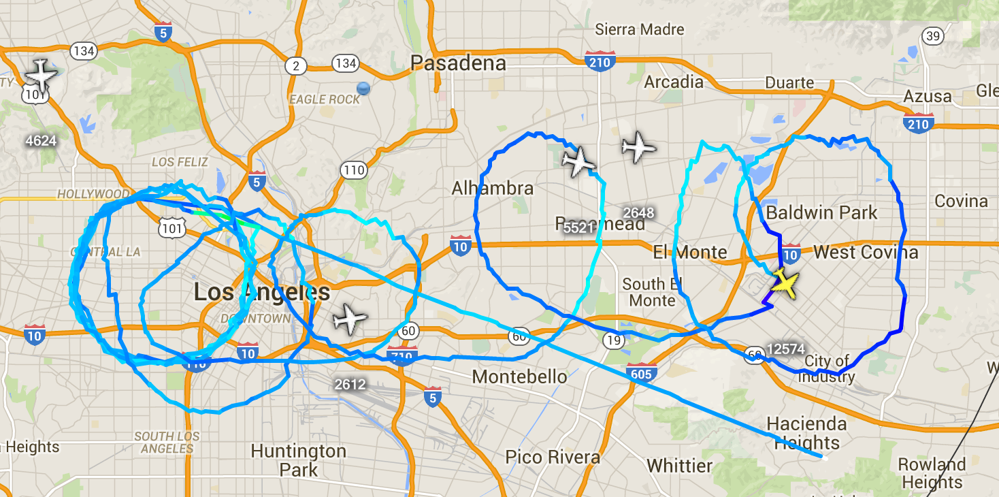 Sierra Madre
5
39
134
2
134
Pasadena
210
Arcadia
Duarte
Azusa
Gle
TY
101
EAGLE ROCK
210
4624
LOS FELIZ
110
5
Alhambra
HOLLYWOOD
Covina
2648
Baldwin Park
101
5521
Rosemead
10
CENTRAL LA
El Monte
10
West Covina
Los Angeles
South El
Monte
DOWNTOWN
10
60
60
19
10
110
710
60
12574
City of
Industry
605
Montebello
2612
5
W
Hacienda
Heights
SOUTH LOS
ANGELES
Heights
Huntington
Park
Pico Rivera
Whittier
Rowland
Heights